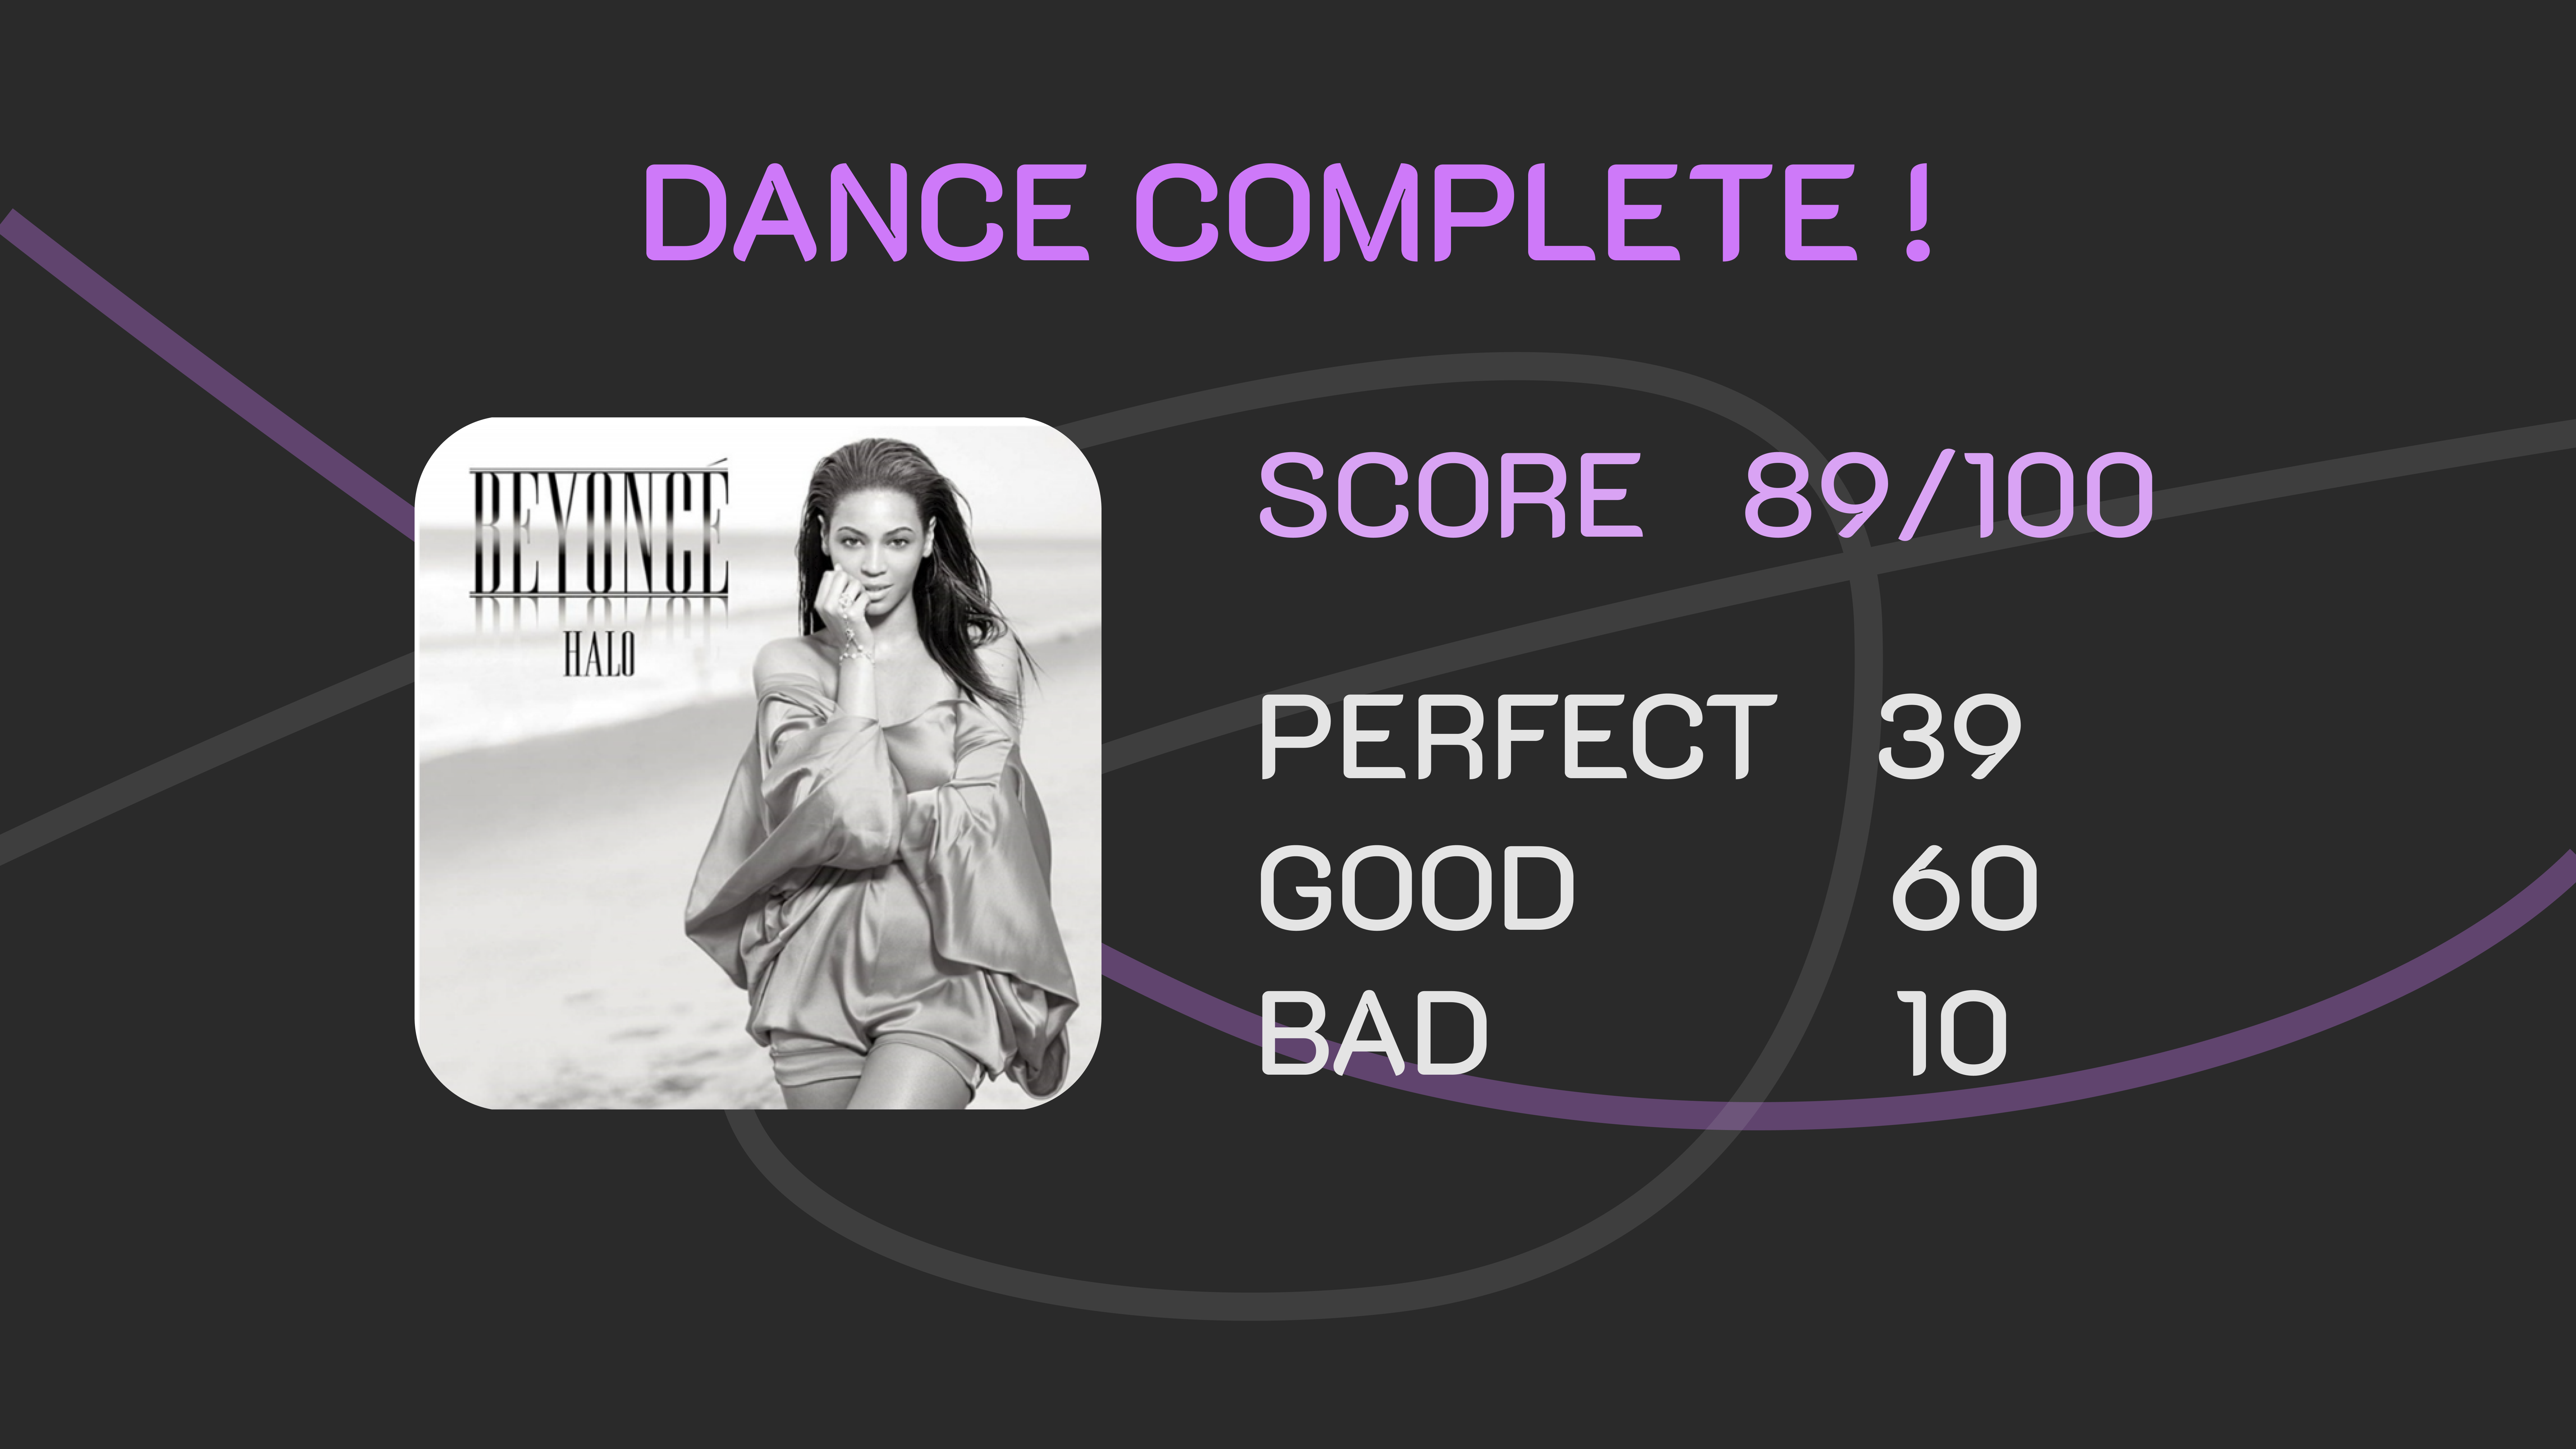 DANCE COMPLETE !
BEYONCÉ
HALO
SCORE 89/100
PERFECT 39
GOOD 60
BAD 10